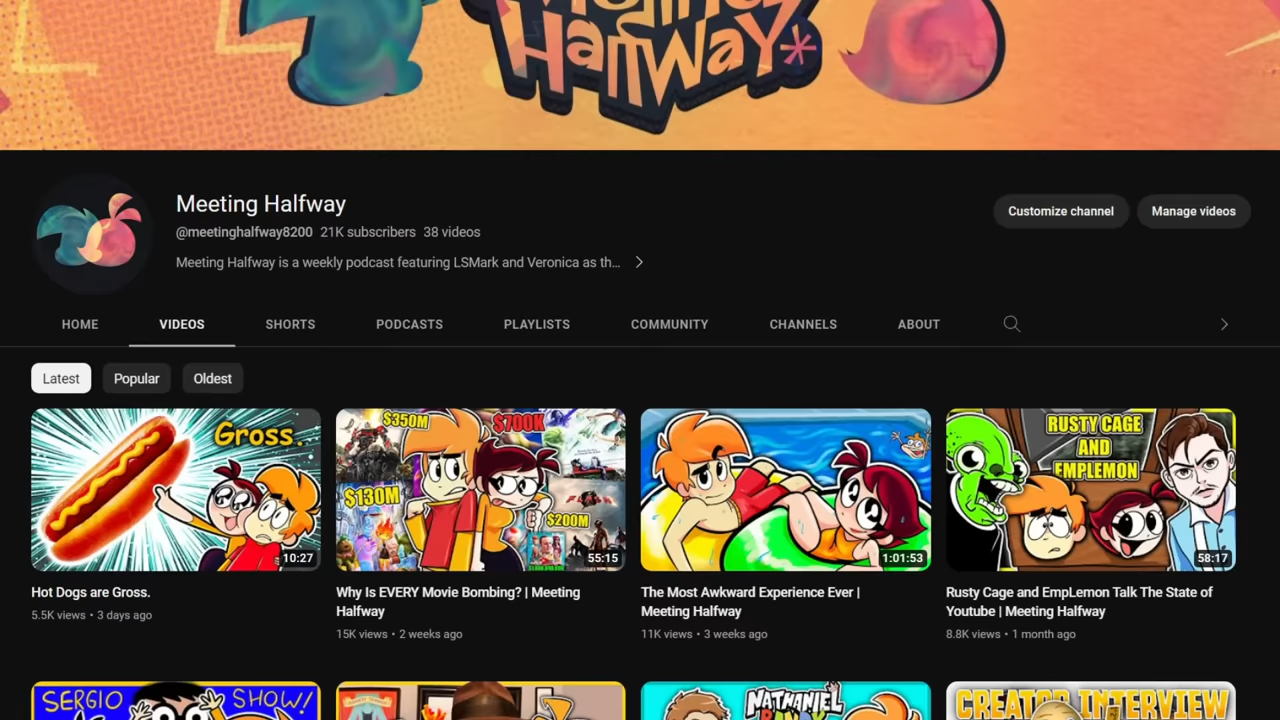 Halfway*
Meeting Halfway
@meetinghalfway8200 21K subscribers 38 videos
Meeting Halfway is a weekly podcast featuring LSMark and Veronica as th...
Customize channel
Manage videos
HOME VIDEOS SHORTS PODCASTS PLAYLISTS COMMUNITY CHANNELS ABOUT
Latest Popular Oldest
Gross.
10:27
Hot Dogs are Gross.
5.5K views • 3 days ago
$350M
$700K
$130M
$200M
55:15
Why Is EVERY Movie Bombing? | Meeting
Halfway
15K views • 2 weeks ago
1:01:53
The Most Awkward Experience Ever |
Meeting Halfway
11K views • 3 weeks ago
RUSTY CAGE
AND
EMPLEMON
58:17
Rusty Cage and EmpLemon Talk The State of
Youtube | Meeting Halfway
8.8K views • 1 month ago
SERGIO SHOW!
NATHANIEL
CREATOR INTERVIEW